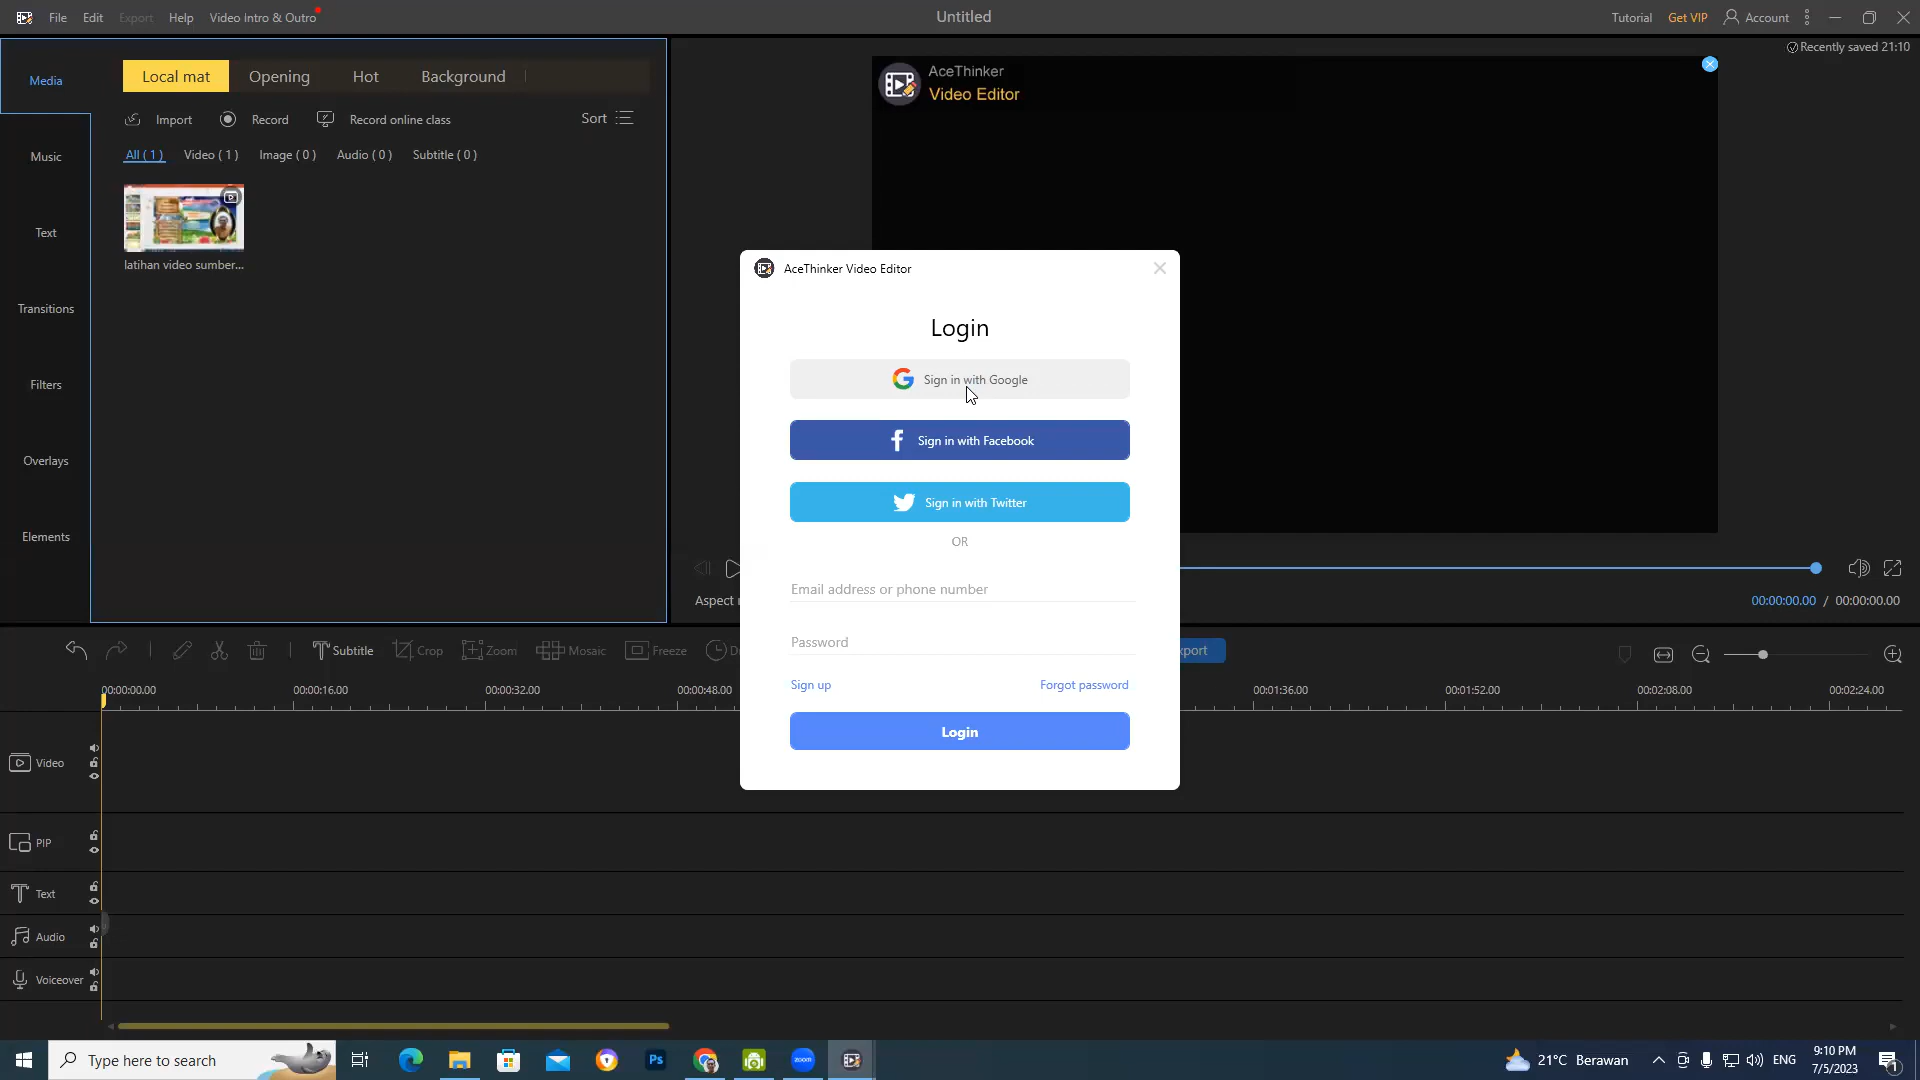 File Edit Export Help Video Intro & Outro
Untitled
Tutorial Get VIP Account
Recently saved 21:10
Media
Local mat Opening Hot Background
Import Record Record online class Sort
All ( 1 ) Video ( 1 ) Image ( 0 ) Audio ( 0 ) Subtitle ( 0 )
latihan video sumber...
Music
Text
Transitions
Filters
Overlays
Elements
AceThinker
Video Editor
AceThinker Video Editor
Login
Sign in with Google
Sign in with Facebook
Sign in with Twitter
OR
Email address or phone number
Password
Sign up Forgot password
Login
Aspect
00:00:00.00 / 00:00:00.00
Subtitle Crop Zoom Mosaic Freeze
00:00:00.00 00:00:16.00 00:00:32.00 00:00:48.00 00:01:36.00 00:01:52.00 00:02:08.00 00:02:24.00
Video
PIP
Text
Audio
Voiceover
Type here to search
Ps
zoom
21°C Berawan
ENG
9:10 PM
7/5/2023
1